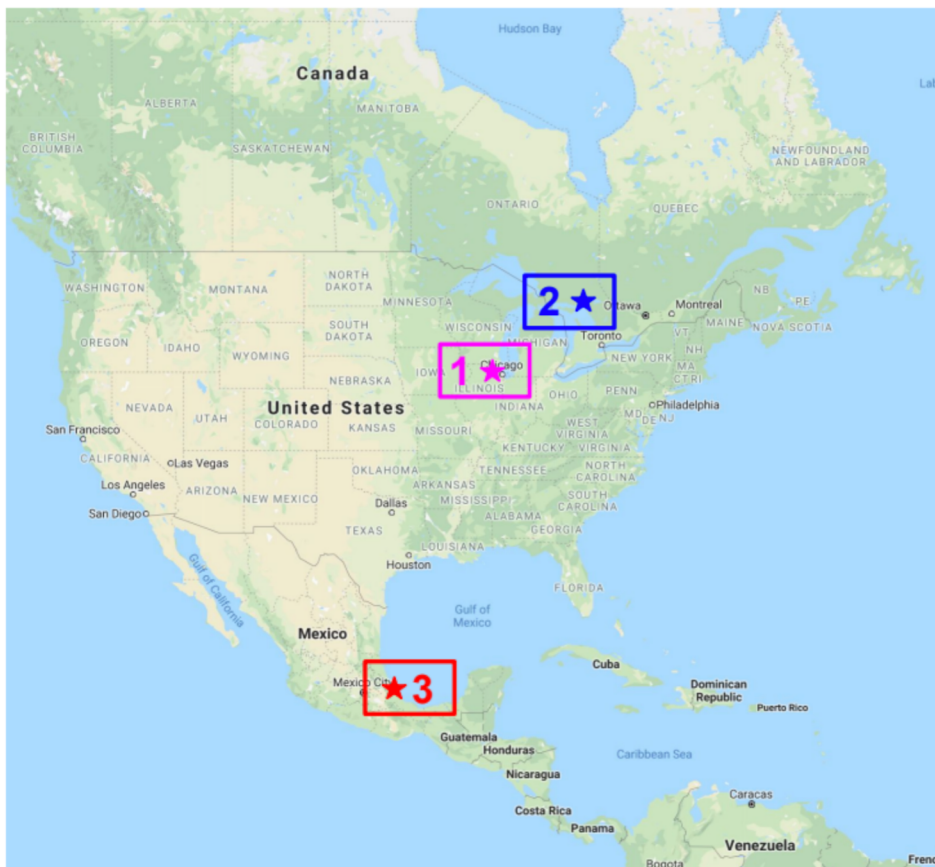 Hudson Bay
Canada
Lab
ALBERTA
MANITOBA
BRITISH
COLUMBIA
SASKATCHEWAN
NEWFOUNDLAND
AND LABRADOR
ONTARIO
QUEBEC
WASHINGTON
MONTANA
NORTH
DAKOTA
MINNESOTA
2
Ottawa
Montreal
NB
PE
MAINE
NOVA SCOTIA
OREGON
IDAHO
SOUTH
DAKOTA
WISCONSIN
MICHIGAN
Toronto
VT
NH
WYOMING
NEW YORK
MA
CT RI
1
IOWA
Chicago
ILLINOIS
NEBRASKA
INDIANA
OHIO
PENN
NEVADA
UTAH
United States
COLORADO
KANSAS
MISSOURI
MD
DE
NJ
Philadelphia
San Francisco
WEST
VIRGINIA
KENTUCKY
VIRGINIA
CALIFORNIA
Las Vegas
OKLAHOMA
TENNESSEE
NORTH
CAROLINA
Los Angeles
ARIZONA
NEW MEXICO
ARKANSAS
MISSISSIPPI
SOUTH
CAROLINA
San Diego
Dallas
ALABAMA
GEORGIA
TEXAS
LOUISIANA
Houston
Gulf of
California
FLORIDA
Gulf of
Mexico
Mexico
Cuba
Mexico Cit
3
Dominican
Republic
Puerto Rico
Guatemala
Honduras
Caribbean Sea
Nicaragua
Costa Rica
Caracas
Panama
Venezuela
Bogota
Fren